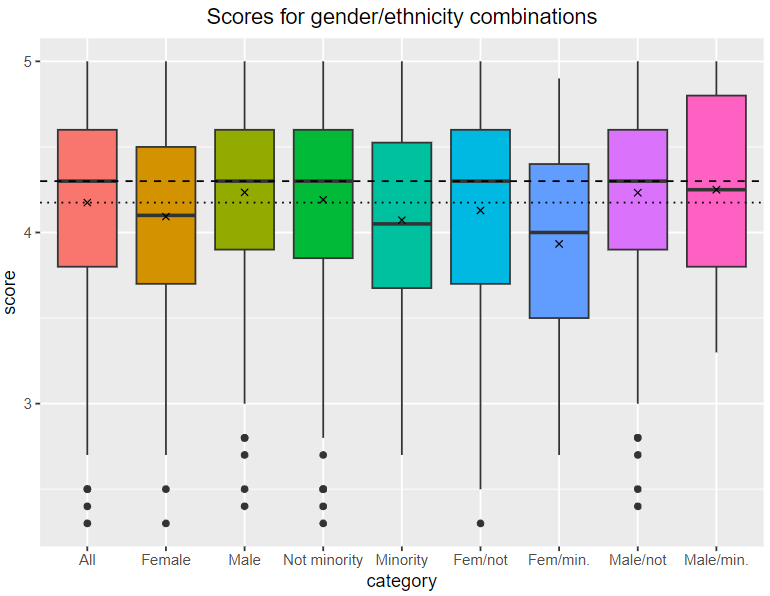 Scores for gender/ethnicity combinations
5
4
3
score
All Female Male Not minority Minority Fem/not Fem/min. Male/not Male/min.
category